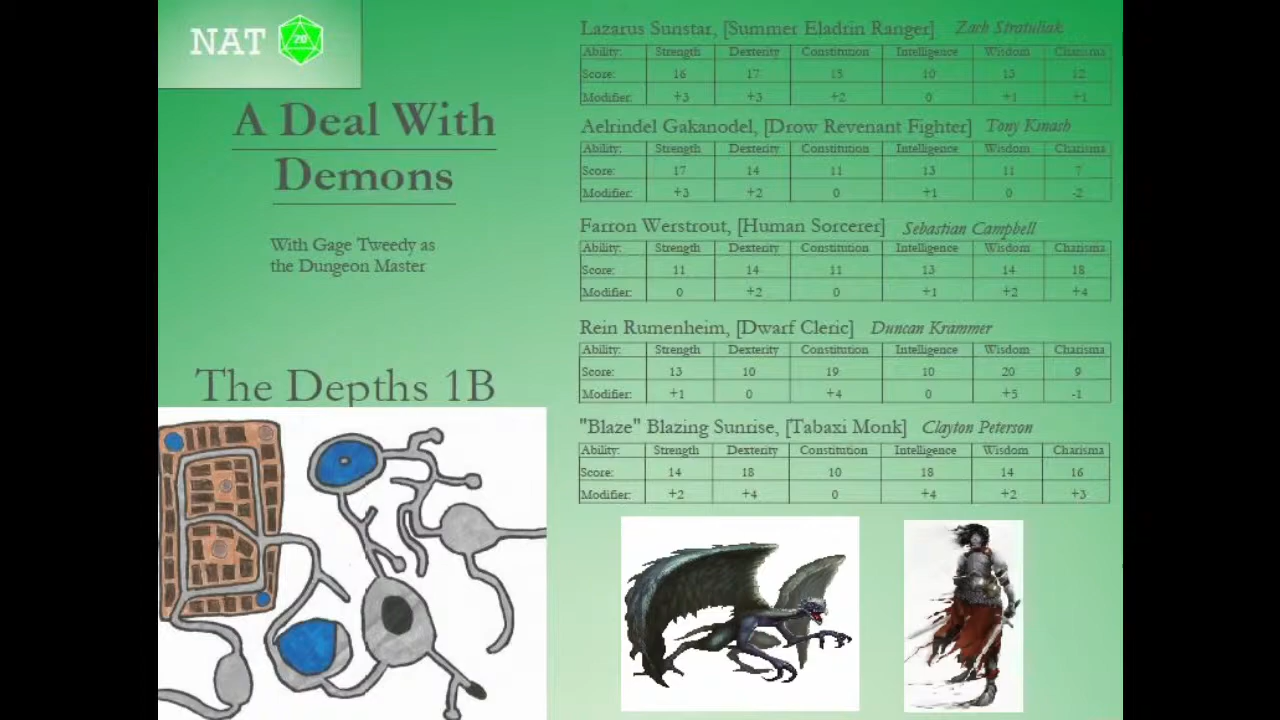 NAT 20
A Deal With
Demons
With Gage Tweedy as
the Dungeon Master
The Depths 1B
Lazarus Sunstar, [Summer Eladrin Ranger] Zach Stratuliak
Ability: Strength Dexterity Constitution Intelligence Wisdom Charisma
Score: 16 17 15 10 13 12
Modifier: +3 +3 +2 0 +1 +1
Aelrindel Gakanodel, [Drow Revenant Fighter] Tony Kmash
Ability: Strength Dexterity Constitution Intelligence Wisdom Charisma
Score: 17 14 11 13 11 7
Modifier: +3 +2 0 +1 0 -2
Farron Werstrout, [Human Sorcerer] Sebastian Campbell
Ability: Strength Dexterity Constitution Intelligence Wisdom Charisma
Score: 11 14 11 13 14 18
Modifier: 0 +2 0 +1 +2 +4
Rein Rumenheim, [Dwarf Cleric] Duncan Krammer
Ability: Strength Dexterity Constitution Intelligence Wisdom Charisma
Score: 13 10 19 10 20 9
Modifier: +1 0 +4 0 +5 -1
"Blaze" Blazing Sunrise, [Tabaxi Monk] Clayton Peterson
Ability: Strength Dexterity Constitution Intelligence Wisdom Charisma
Score: 14 18 10 18 14 16
Modifier: +2 +4 0 +4 +2 +3